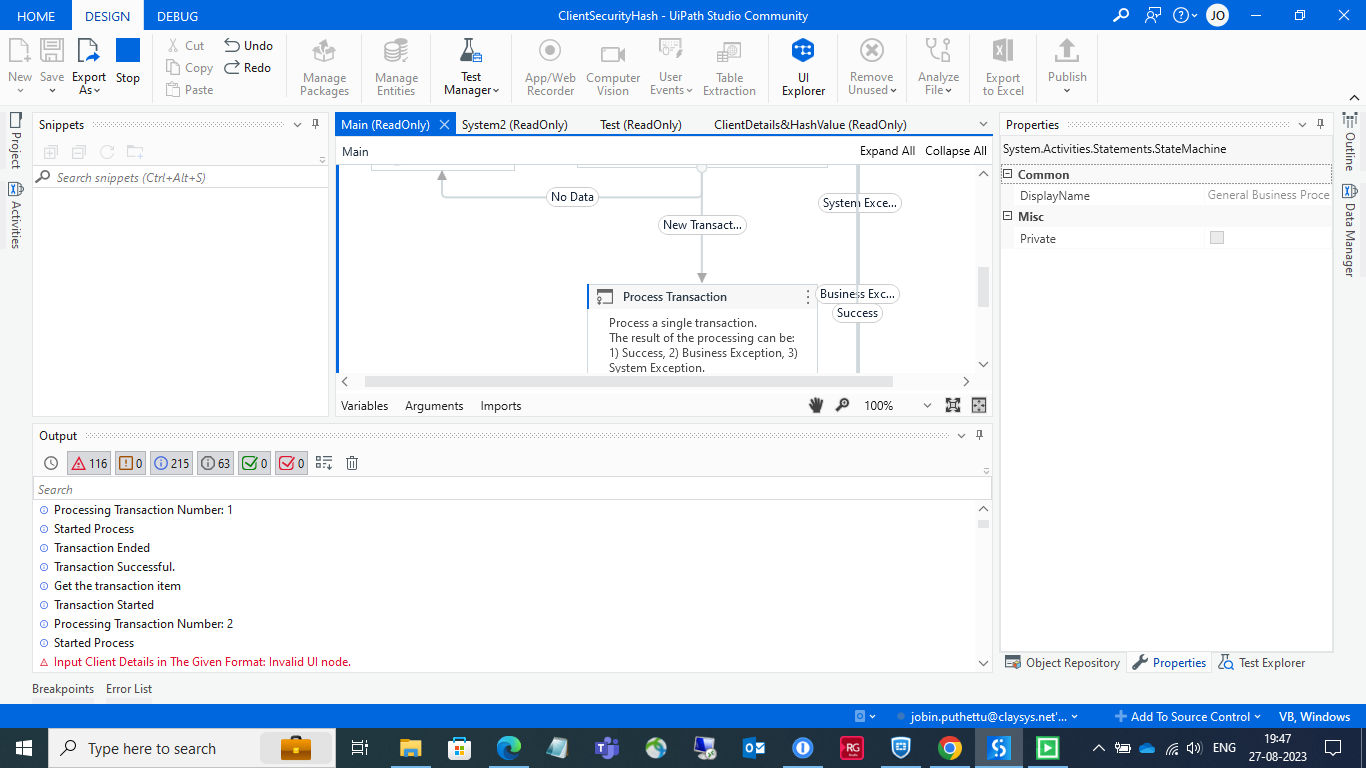 HOME DESIGN DEBUG ClientSecurityHash - UiPath Studio Community JO
New Save Export As Stop Cut Copy Paste Undo Redo Manage Packages Manage Entities Test Manager App/Web Recorder Computer Vision User Events Table Extraction UI Explorer Remove Unused Analyze File Export to Excel Publish
Project
Activities
Snippets
Search snippets (Ctrl+Alt+S)
Main (ReadOnly) System2 (ReadOnly) Test (ReadOnly) ClientDetails&HashValue (ReadOnly)
Main Expand All Collapse All
No Data
System Exce...
New Transact...
Business Exc...
Success
Process Transaction
Process a single transaction.
The result of the processing can be:
1) Success, 2) Business Exception, 3)
System Exception.
Variables Arguments Imports 100%
Properties
System.Activities.Statements.StateMachine
Common
DisplayName General Business Proce
Misc
Private
Outline
Data Manager
Output
116 0 215 63 0 0
Search
Processing Transaction Number: 1
Started Process
Transaction Ended
Transaction Successful.
Get the transaction item
Transaction Started
Processing Transaction Number: 2
Started Process
Input Client Details in The Given Format: Invalid UI node.
Object Repository Properties Test Explorer
Breakpoints Error List
jobin.puthettu@claysys.net'... Add To Source Control VB, Windows
Type here to search RG ENG 19:47
27-08-2023